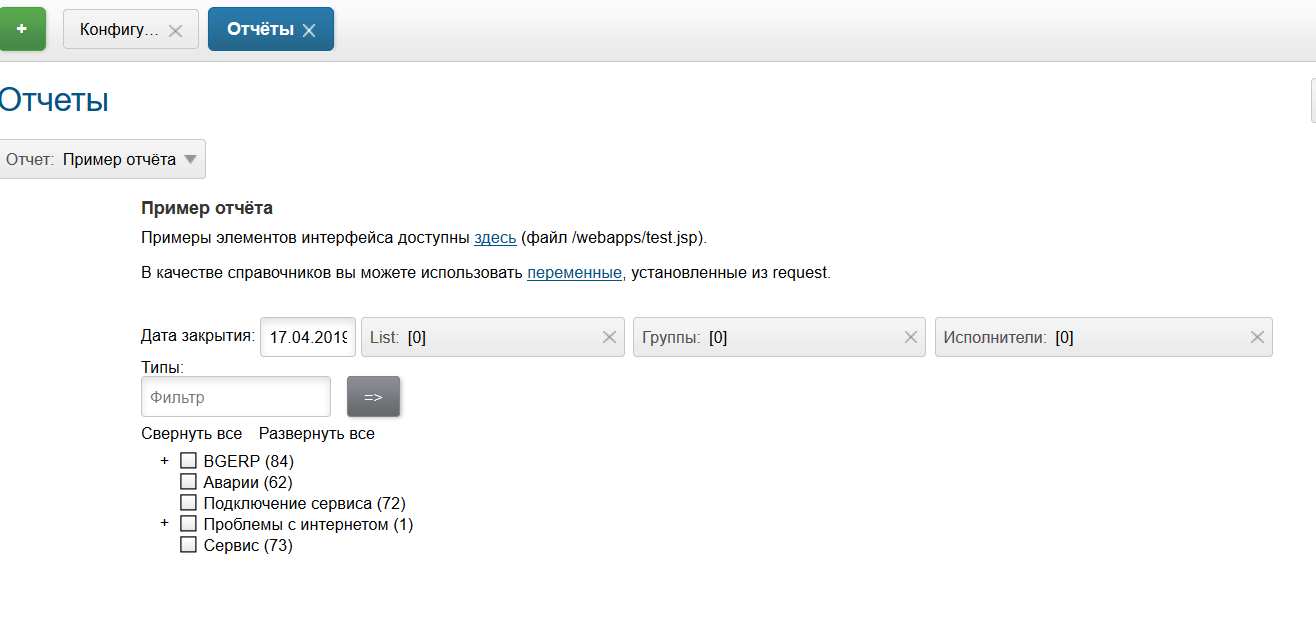 + Конфигу... Отчёты
Отчеты
Отчет: Пример отчёта
Пример отчёта
Примеры элементов интерфейса доступны здесь (файл /webapps/test.jsp).
В качестве справочников вы можете использовать переменные, установленные из request.
Дата закрытия: 17.04.2019 List: [0] Группы: [0] Исполнители: [0]
Типы:
Фильтр =>
Свернуть все Развернуть все
+ BGERP (84)
Аварии (62)
Подключение сервиса (72)
+ Проблемы с интернетом (1)
Сервис (73)